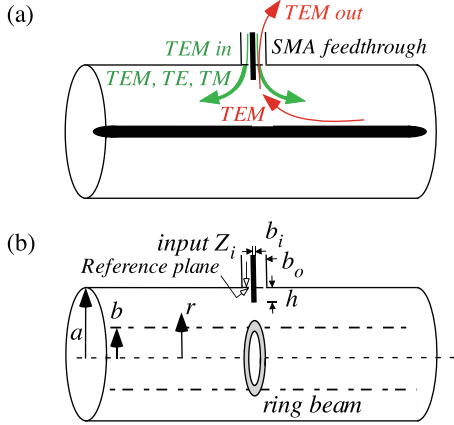 (a)
TEM out
TEM in
SMA feedthrough
TEM, TE, TM
TEM
(b)
input Z_i
b_i
Reference plane
b_o
h
a
b
r
ring beam